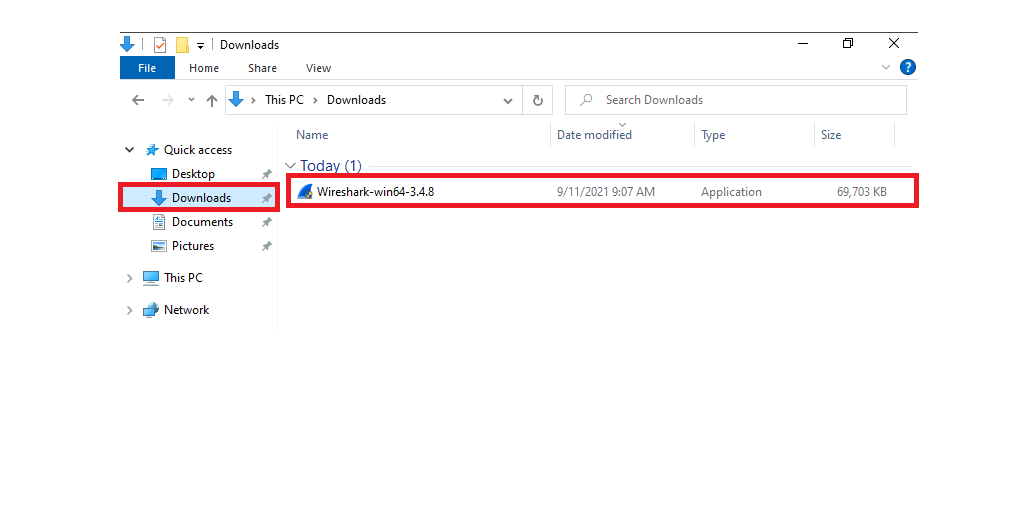 Downloads
File Home Share View
This PC Downloads Search Downloads
Name Date modified Type Size
Quick access
Today (1)
Desktop
Wireshark-win64-3.4.8 9/11/2021 9:07 AM Application 69,703 KB
Downloads
Documents
Pictures
This PC
Network